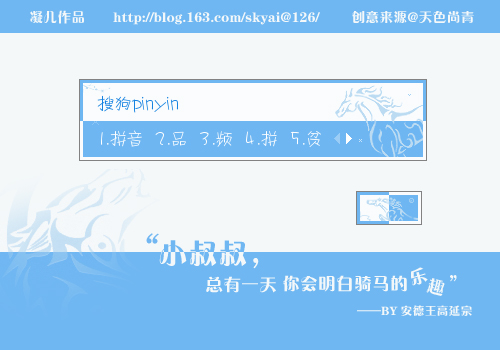 凝几作品 http://blog.163.com/skyai@126/ 创意来源@天色尚青
搜狗pinyin
1.拼音 2.品 3.频 4.拼 5.笅
“小叔叔，
总有一天 你会明白骑马的乐趣”
——BY 安德王高延宗